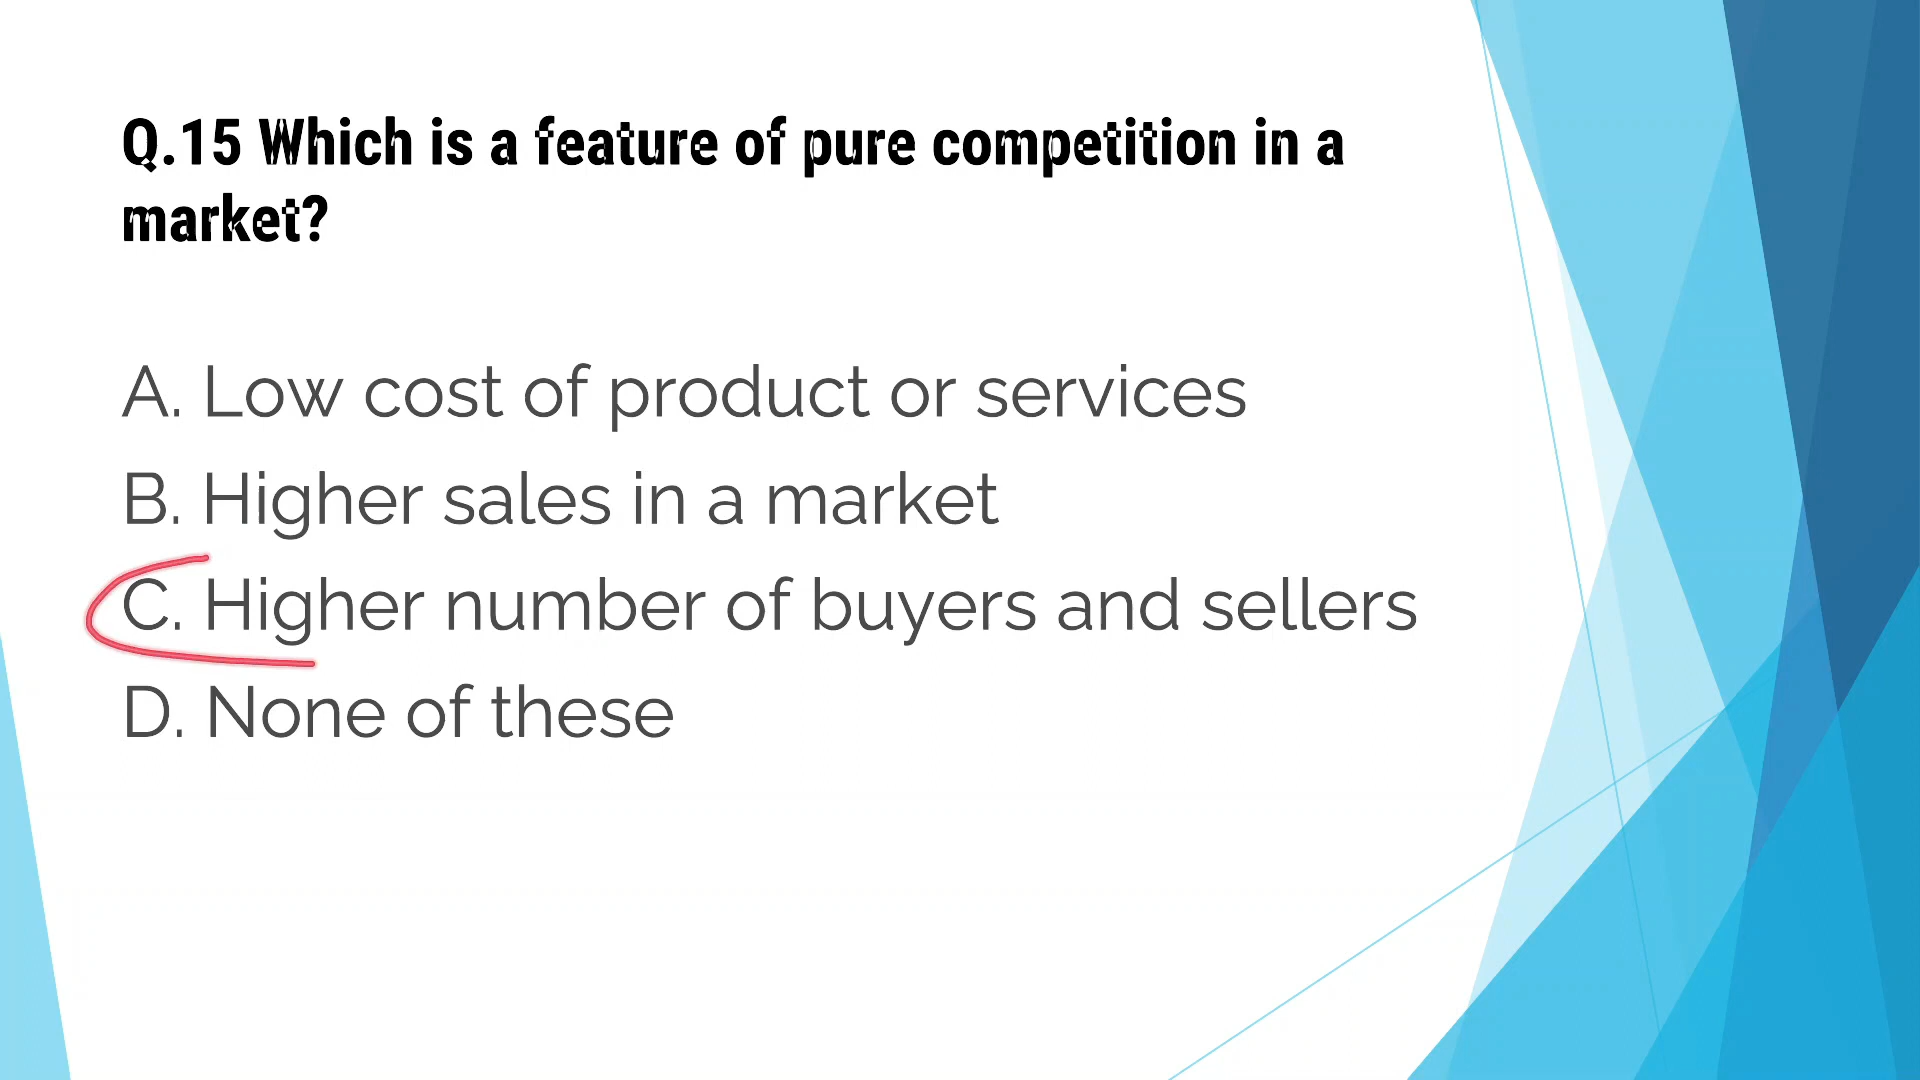 Q.15 Which is a feature of pure competition in a
market?
A. Low cost of product or services
B. Higher sales in a market
C. Higher number of buyers and sellers
D. None of these